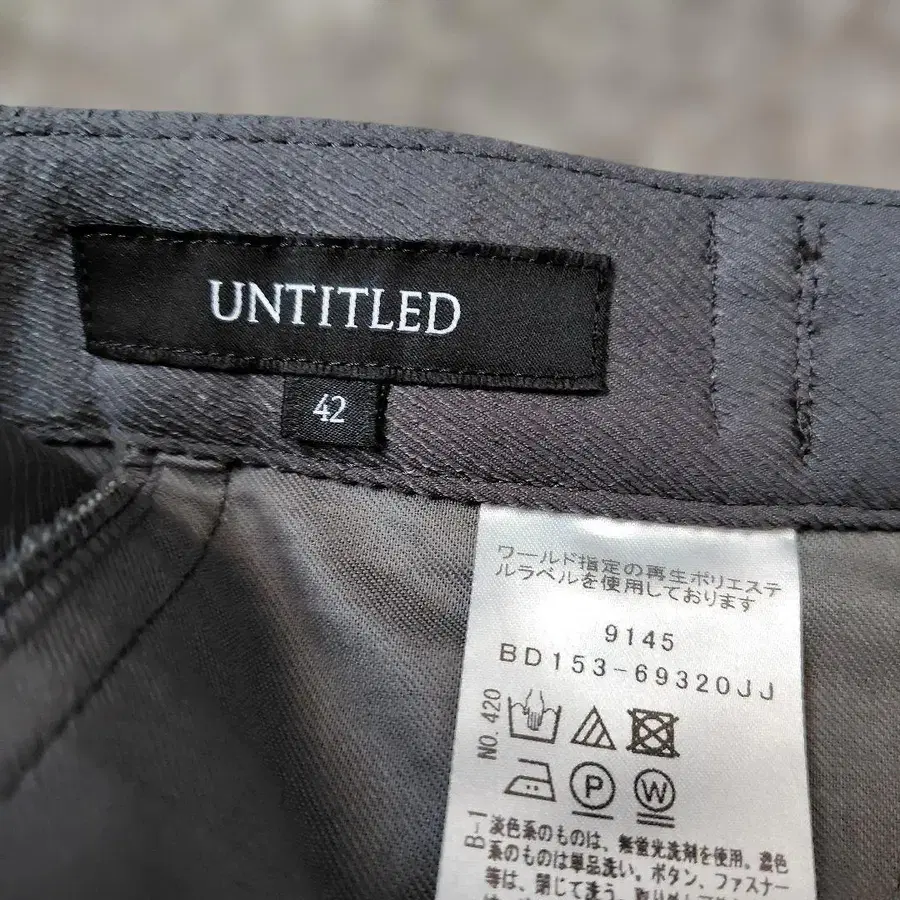 UNTITLED
42
ワールド指定の再生ポリエステ
ルラベルを使用しております
9145
BD153-69320JJ
NO.420
P
W
B-1
淡色系のものは、無蛍光洗剤を使用。濃色
系のものは単品洗い。ボタン、ファスナー
等は、閉じて洗う。